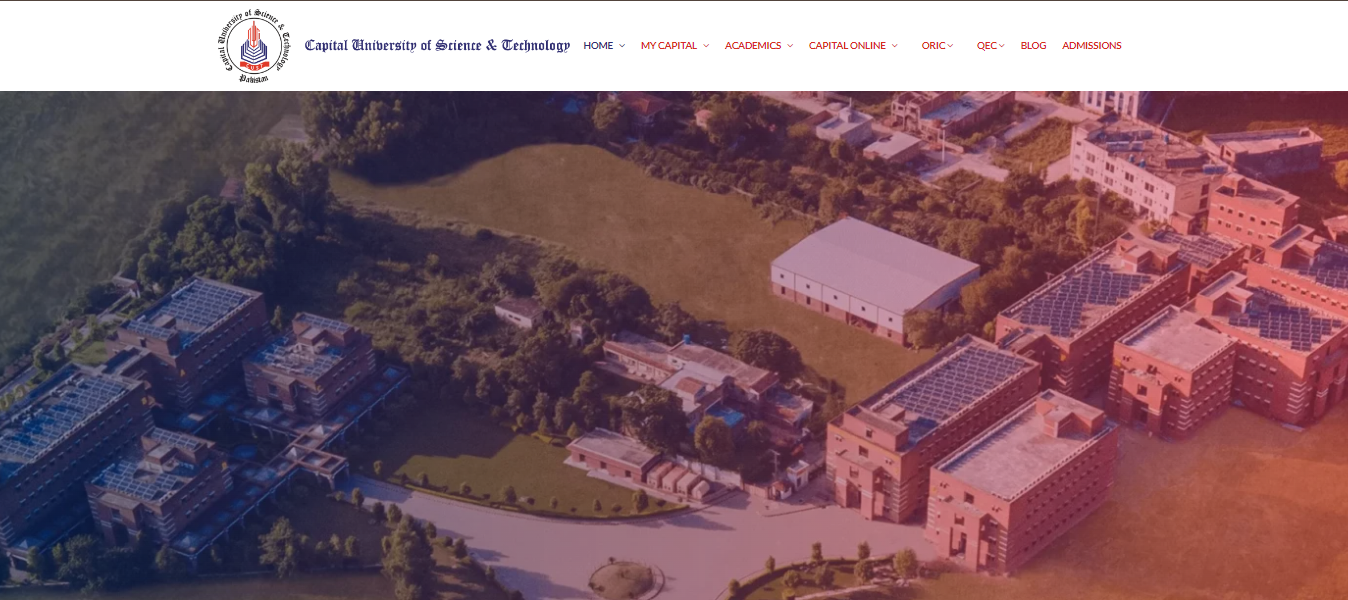 Capital University of Science & Technology
CUST
Pakistan
Capital University of Science & Technology
HOME
MY CAPITAL
ACADEMICS
CAPITAL ONLINE
ORIC
QEC
BLOG
ADMISSIONS